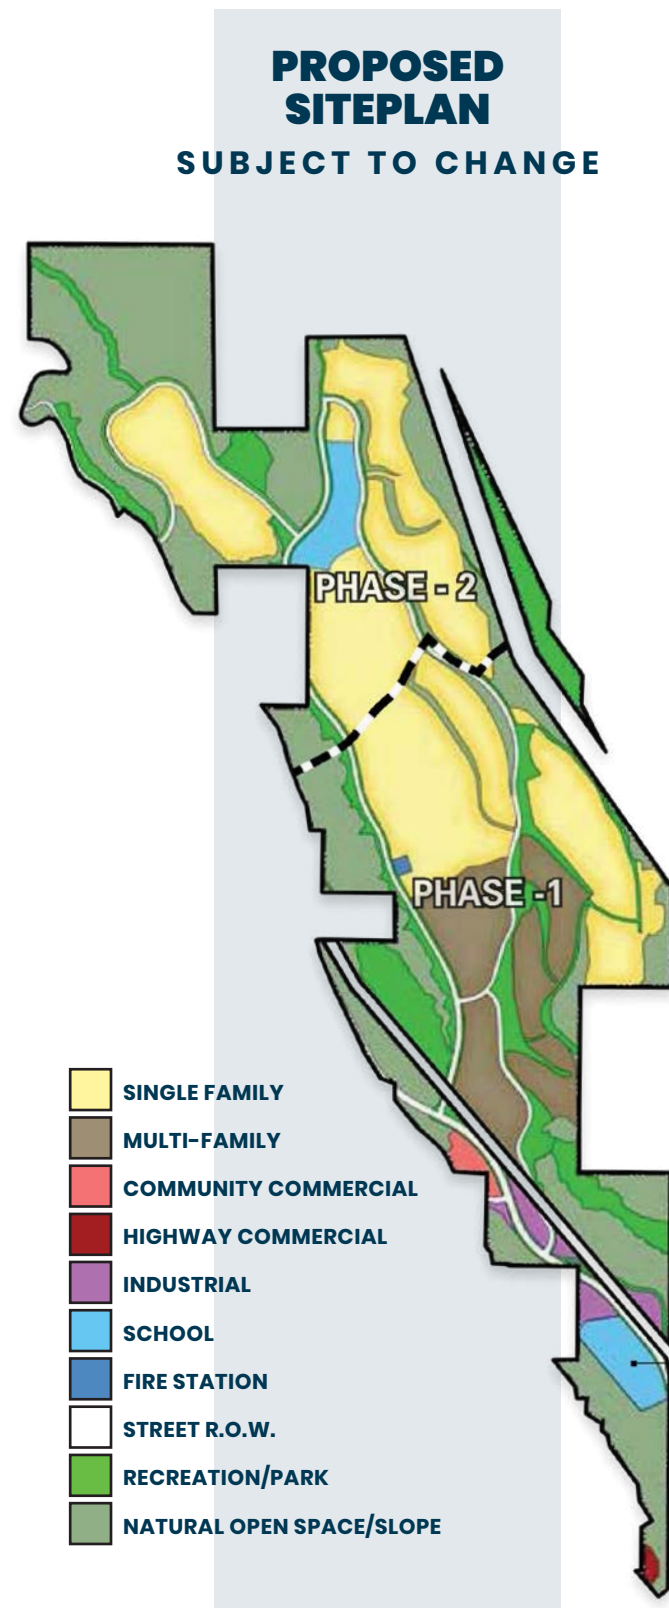 PROPOSED
SITEPLAN
SUBJECT TO CHANGE
PHASE - 2
PHASE -1
SINGLE FAMILY
MULTI-FAMILY
COMMUNITY COMMERCIAL
HIGHWAY COMMERCIAL
INDUSTRIAL
SCHOOL
FIRE STATION
STREET R.O.W.
RECREATION/PARK
NATURAL OPEN SPACE/SLOPE